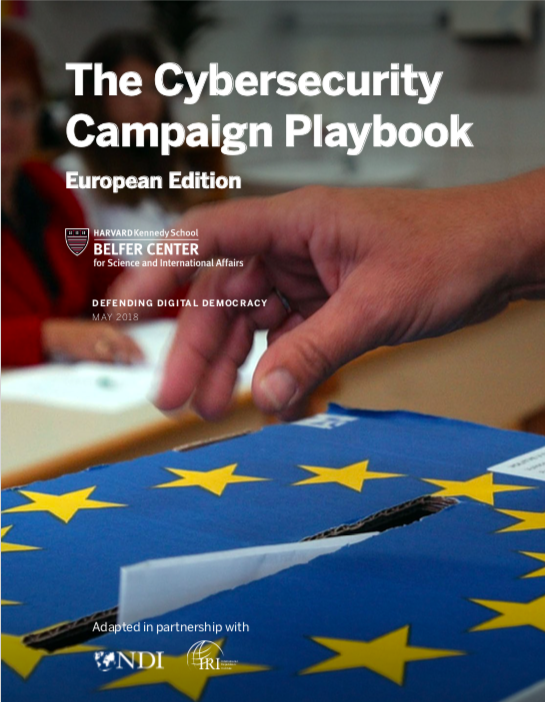 The Cybersecurity
Campaign Playbook
European Edition
HARVARD Kennedy School
BELFER CENTER
for Science and International Affairs
DEFENDING DIGITAL DEMOCRACY
MAY 2018
Adapted in partnership with
NDI
IRI